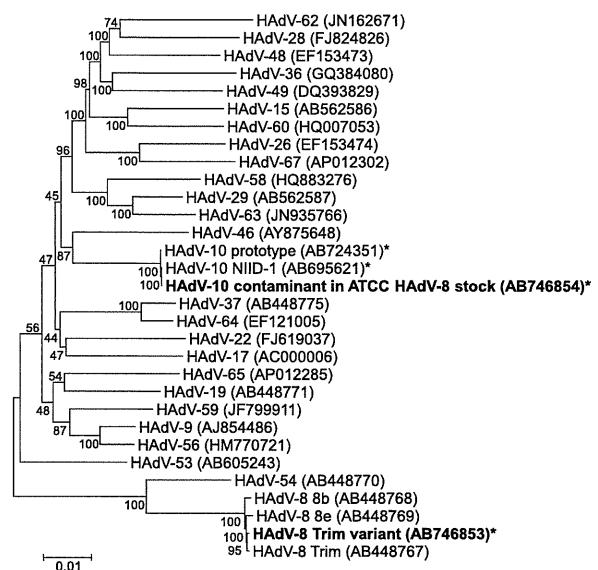 HAdV-62 (JN162671)
74
HAdV-28 (FJ824826)
100
HAdV-48 (EF153473)
100
HAdV-36 (GQ384080)
98
100
HAdV-49 (DQ393829)
HAdV-15 (AB562586)
100
100
HAdV-60 (HQ007053)
HAdV-26 (EF153474)
96
100
HAdV-67 (AP012302)
HAdV-58 (HQ883276)
45
100
HAdV-29 (AB562587)
100
HAdV-63 (JN935766)
HAdV-46 (AY875648)
87
HAdV-10 prototype (AB724351)*
47
100
HAdV-10 NIID-1 (AB695621)*
100
HAdV-10 contaminant in ATCC HAdV-8 stock (AB746854)*
100
HAdV-37 (AB448775)
HAdV-64 (EF121005)
56
44
HAdV-22 (FJ619037)
47
HAdV-17 (AC000006)
54
HAdV-65 (AP012285)
HAdV-19 (AB448771)
48
HAdV-59 (JF799911)
87
HAdV-9 (AJ854486)
100
HAdV-56 (HM770721)
HAdV-53 (AB605243)
HAdV-54 (AB448770)
100
HAdV-8 8b (AB448768)
100
HAdV-8 8e (AB448769)
100
HAdV-8 Trim variant (AB746853)*
95
HAdV-8 Trim (AB448767)
0.01